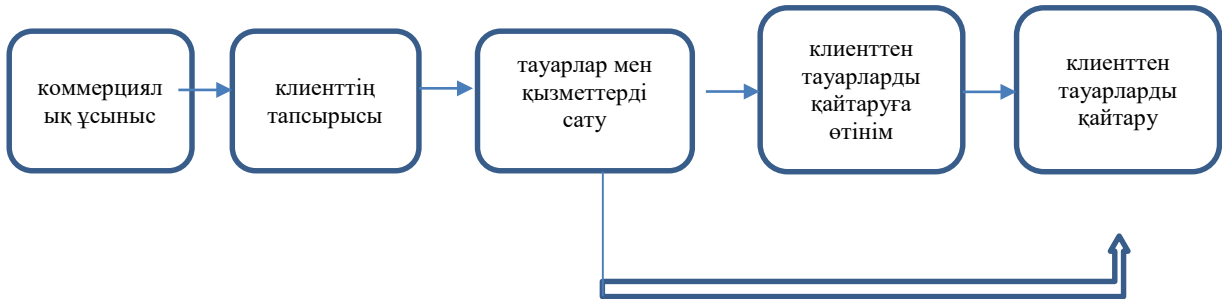 коммерциял
ық ұсыныс
клиенттің
тапсырысы
тауарлар мен
қызметтерді
сату
клиенттен
тауарларды
қайтаруға
өтінім
клиенттен
тауарларды
қайтару